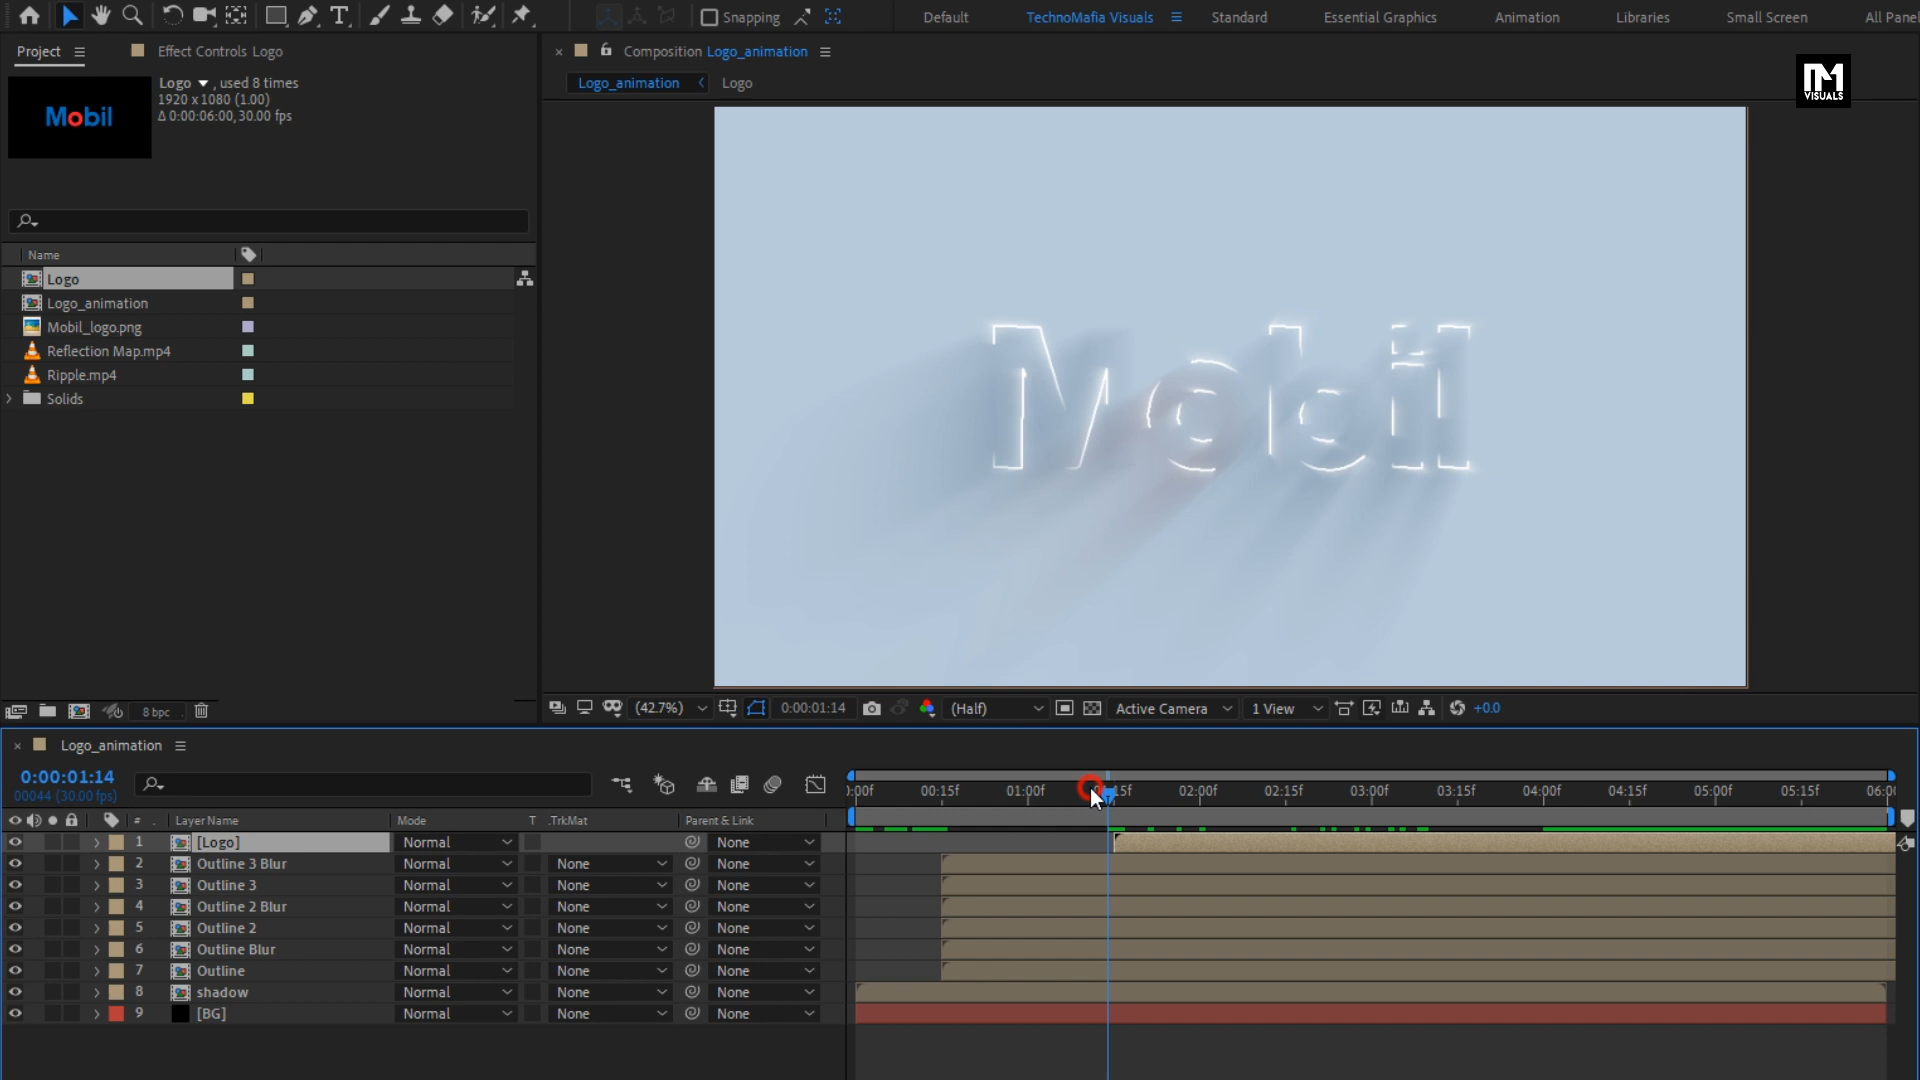 Snapping
Default
TechnoMafia Visuals
Standard
Essential Graphics
Animation
Libraries
Small Screen
All Panel
Project
Effect Controls Logo
Composition Logo_animation
Logo , used 8 times
1920 x 1080 (1.00)
Δ 0:00:06:00, 30.00 fps
Mobil
Logo_animation
Logo
VISUALS
Name
Logo
Logo_animation
Mobil_logo.png
Reflection Map.mp4
Ripple.mp4
Solids
Mobil
8 bpc
(42.7%)
0:00:01:14
(Half)
Active Camera
1 View
+0.0
Logo_animation
0:00:01:14
00044 (30.00 fps)
:00f 00:15f 01:00f 02:00f 02:15f 03:00f 03:15f 04:00f 04:15f 05:00f 05:15f 06:00
# Layer Name Mode T .TrkMat Parent & Link
1 [Logo] Normal None
2 Outline 3 Blur Normal None None
3 Outline 3 Normal None None
4 Outline 2 Blur Normal None None
5 Outline 2 Normal None None
6 Outline Blur Normal None None
7 Outline Normal None None
8 shadow Normal None None
9 [BG] Normal None None